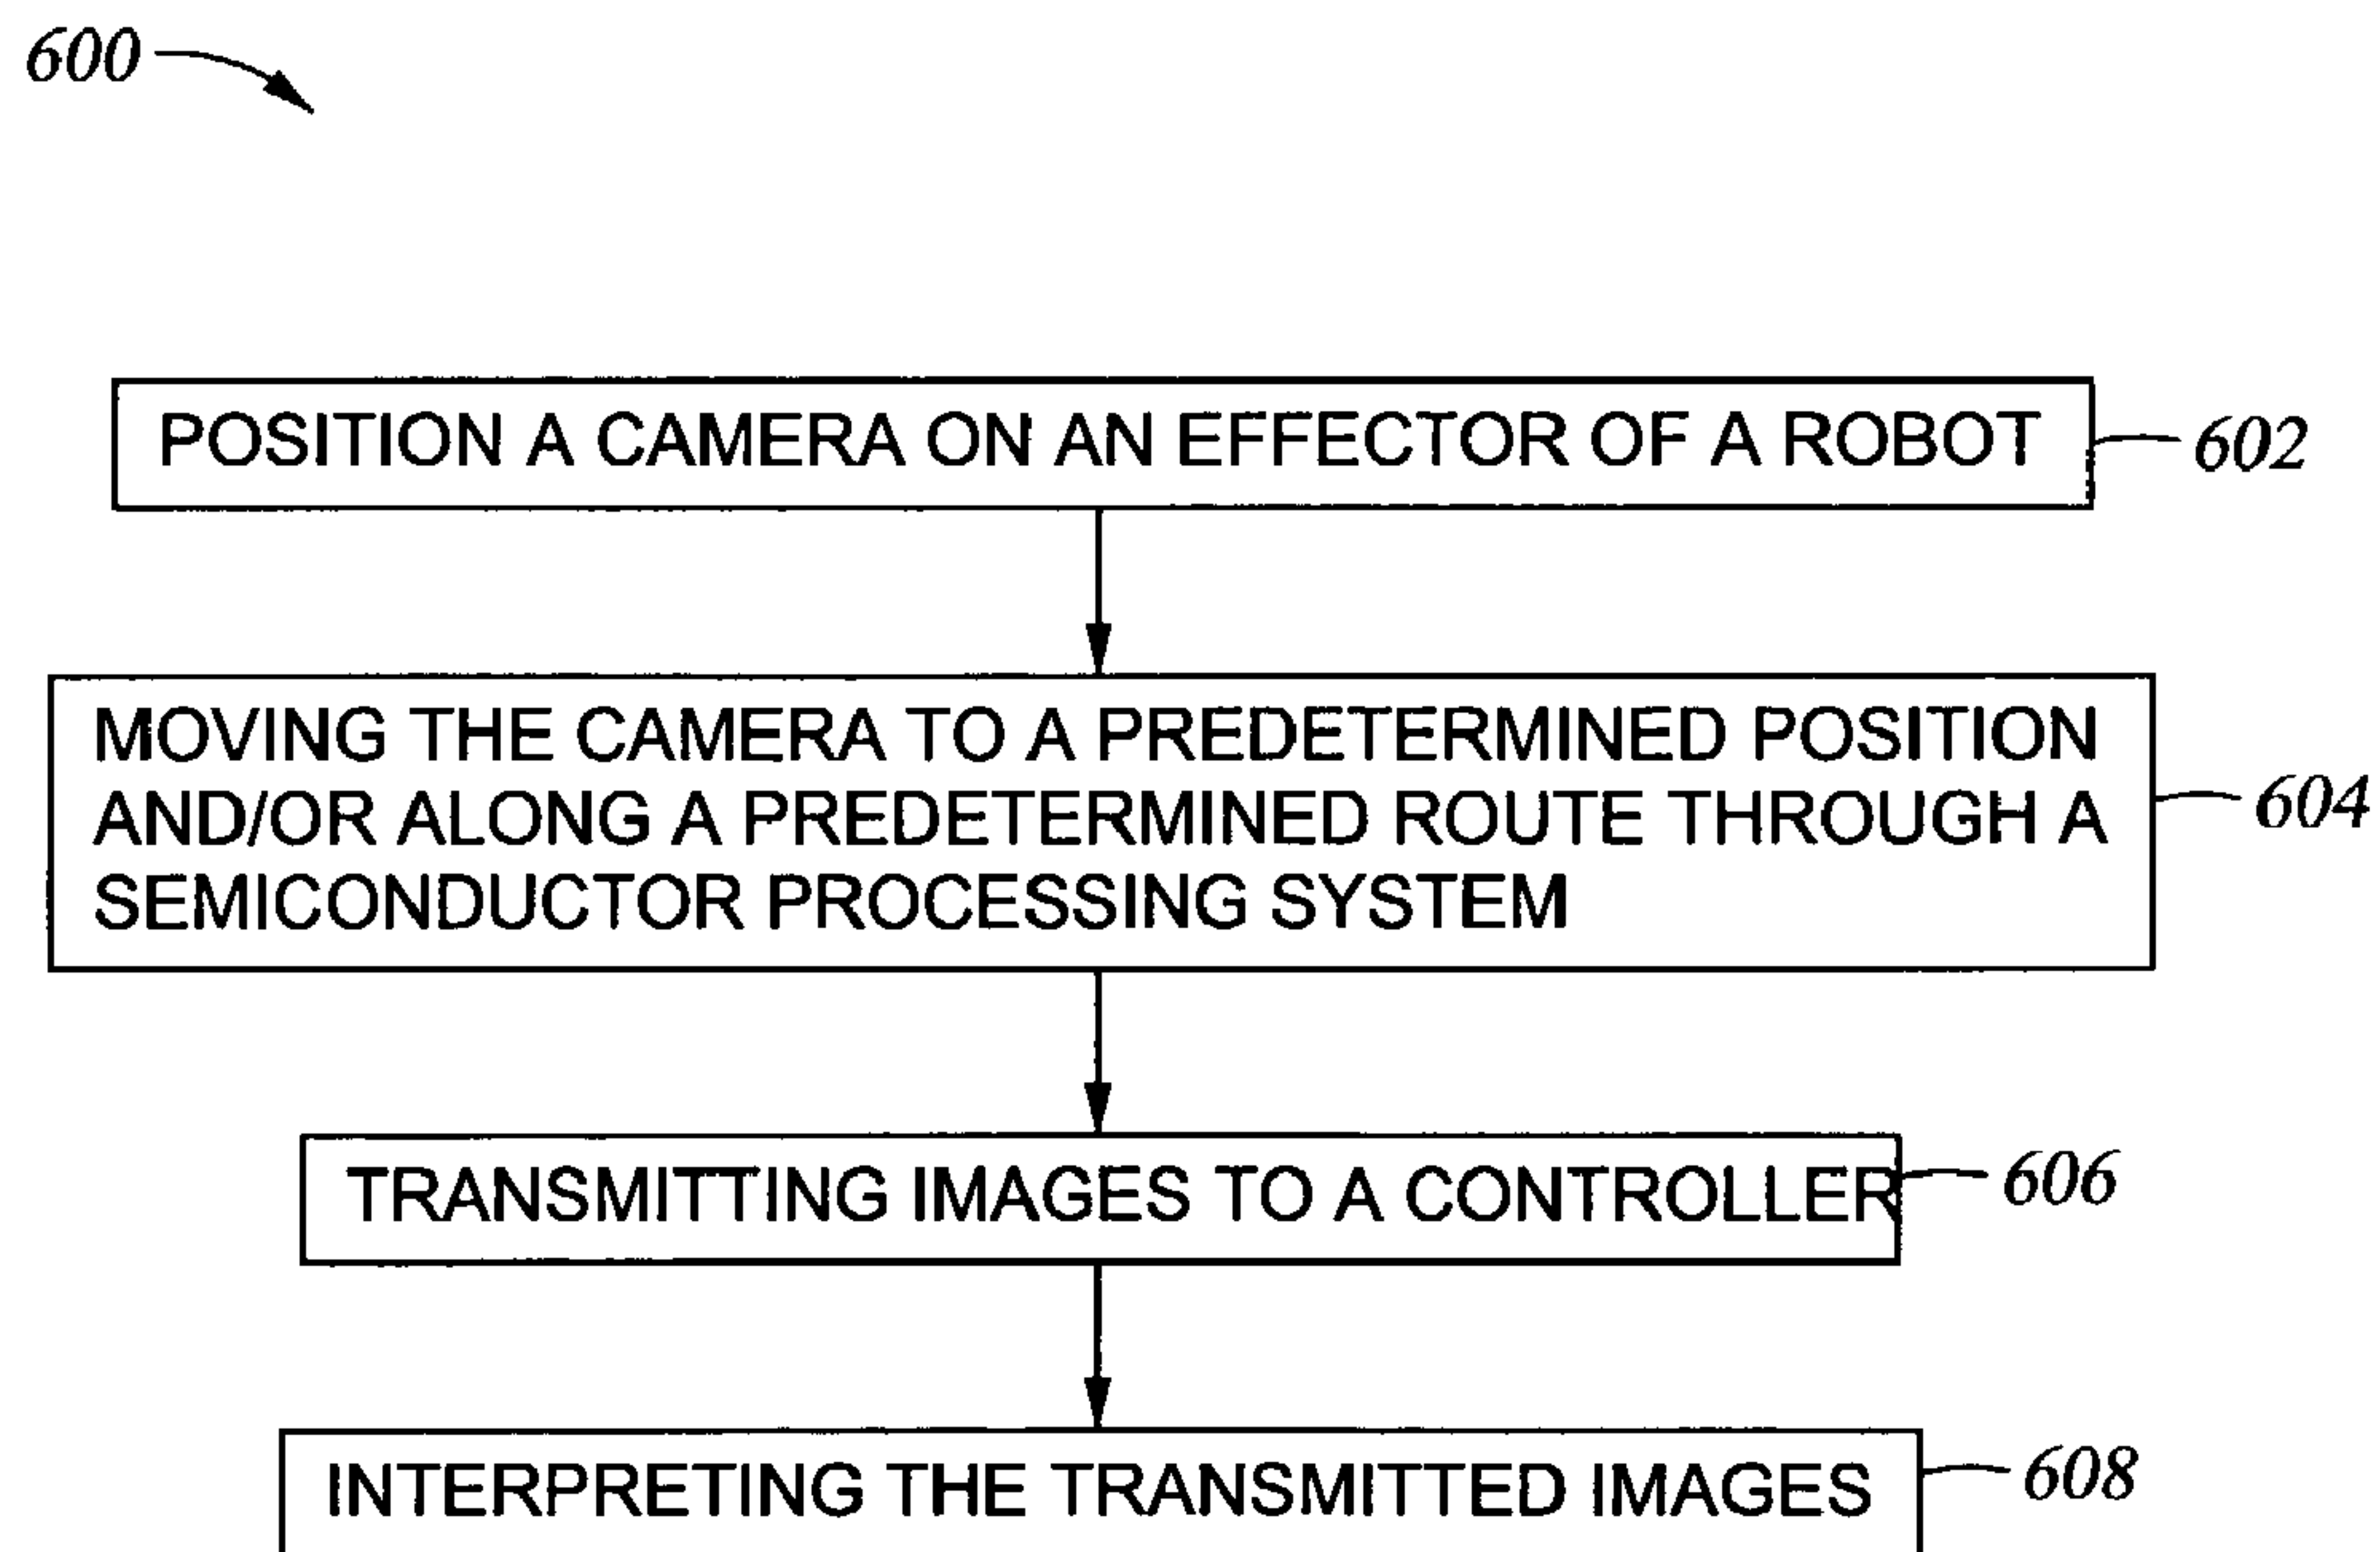 600
POSITION A CAMERA ON AN EFFECTOR OF A ROBOT
602
MOVING THE CAMERA TO A PREDETERMINED POSITION
AND/OR ALONG A PREDETERMINED ROUTE THROUGH A
SEMICONDUCTOR PROCESSING SYSTEM
604
TRANSMITTING IMAGES TO A CONTROLLER
606
INTERPRETING THE TRANSMITTED IMAGES
608